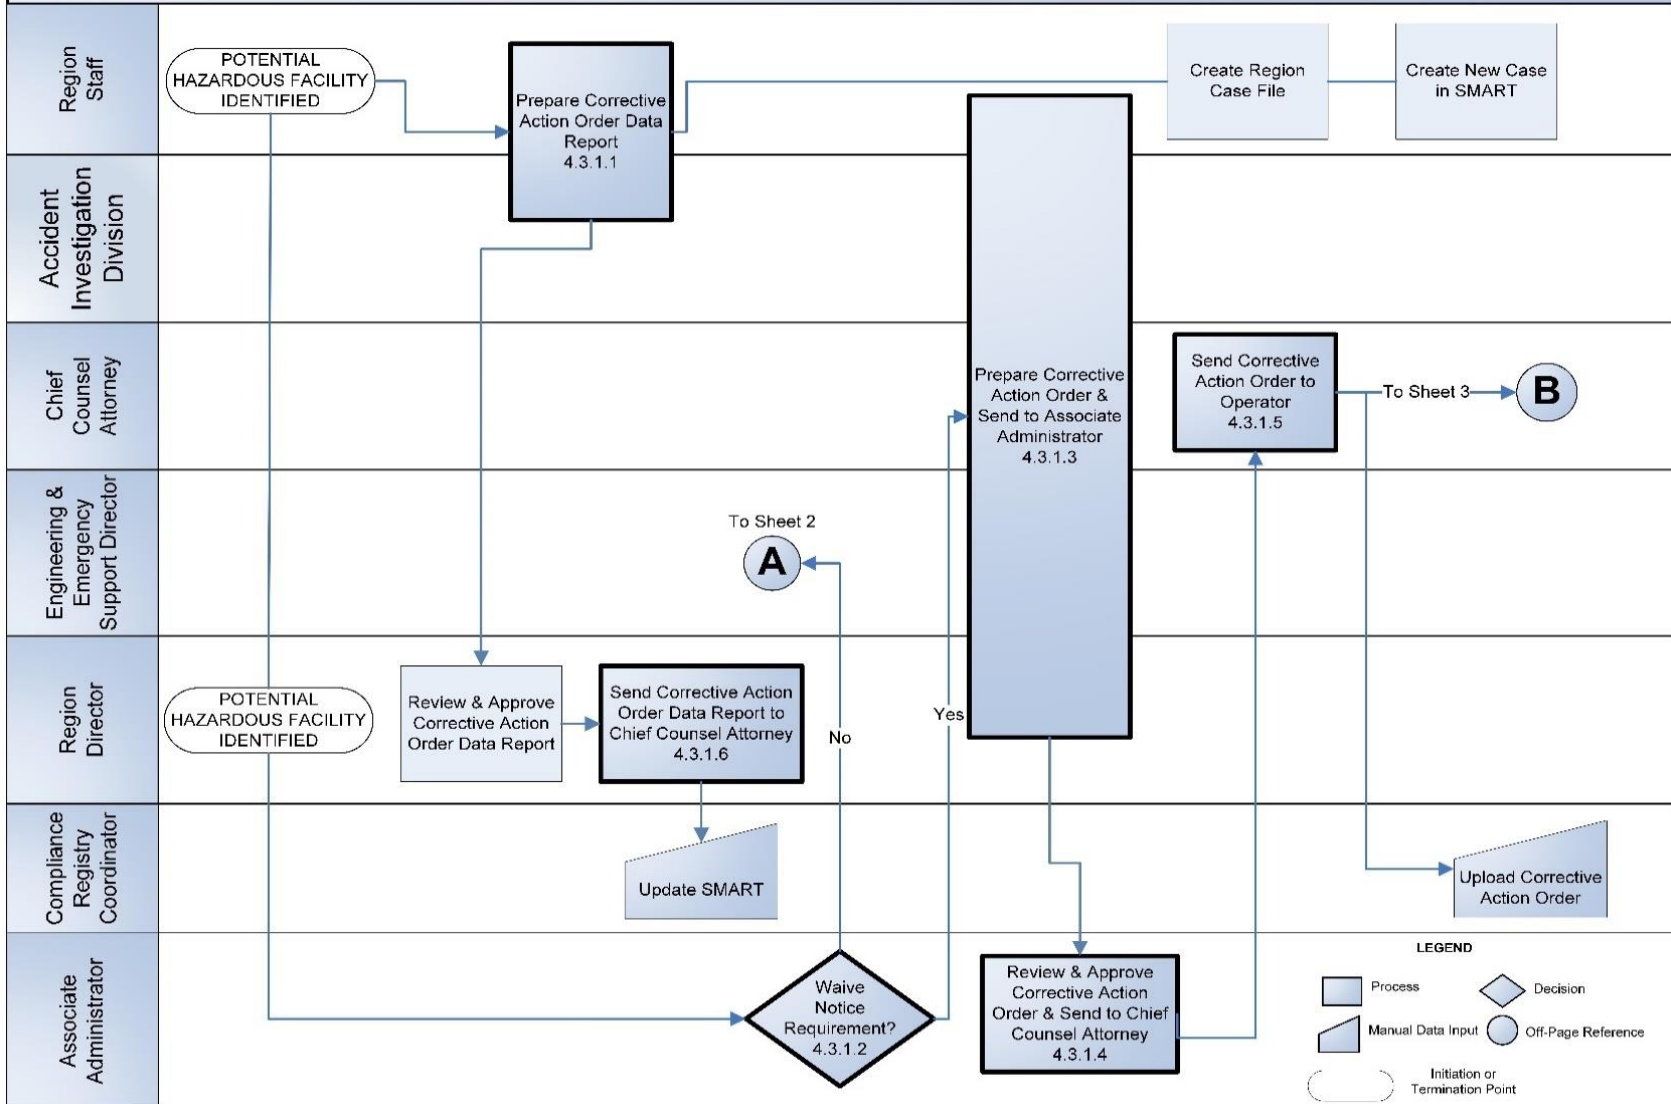 Region
Staff
POTENTIAL
HAZARDOUS FACILITY
IDENTIFIED
Prepare Corrective
Action Order Data
Report
4.3.1.1
Create Region
Case File
Create New Case
in SMART
Accident
Investigation
Division
Chief
Counsel
Attorney
Prepare Corrective
Action Order &
Send to Associate
Administrator
4.3.1.3
Send Corrective
Action Order to
Operator
4.3.1.5
To Sheet 3
B
Engineering &
Emergency
Support Director
To Sheet 2
A
Region
Director
POTENTIAL
HAZARDOUS FACILITY
IDENTIFIED
Review & Approve
Corrective Action
Order Data Report
Send Corrective Action
Order Data Report to
Chief Counsel Attorney
4.3.1.6
No
Yes
Compliance
Registry
Coordinator
Update SMART
Upload Corrective
Action Order
Associate
Administrator
Waive
Notice
Requirement?
4.3.1.2
Review & Approve
Corrective Action
Order & Send to Chief
Counsel Attorney
4.3.1.4
LEGEND
Process
Decision
Manual Data Input
Off-Page Reference
Initiation or
Termination Point